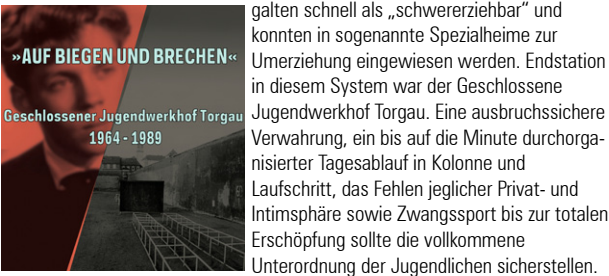 »AUF BIEGEN UND BRECHEN«
Geschlossener Jugendwerkhof Torgau
1964 - 1989
galten schnell als „schwererziehbar" und
konnten in sogenannte Spezialheime zur
Umerziehung eingewiesen werden. Endstation
in diesem System war der Geschlossene
Jugendwerkhof Torgau. Eine ausbruchssichere
Verwahrung, ein bis auf die Minute durchorga-
nisierter Tagesablauf in Kolonne und
Laufschritt, das Fehlen jeglicher Privat- und
Intimsphäre sowie Zwangssport bis zur totalen
Erschöpfung sollte die vollkommene
Unterordnung der Jugendlichen sicherstellen.